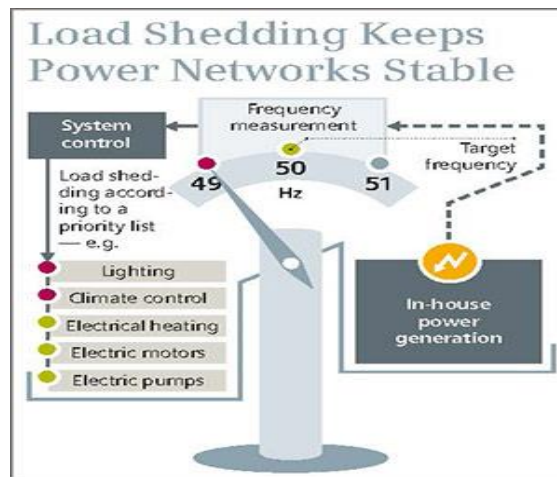 Load Shedding Keeps
Power Networks Stable
Frequency
measurement
System
control
Target
frequency
49
50
51
Hz
Load shed-
ding accord-
ing to a
priority list
— e.g.
Lighting
Climate control
Electrical heating
Electric motors
Electric pumps
In-house
power
generation